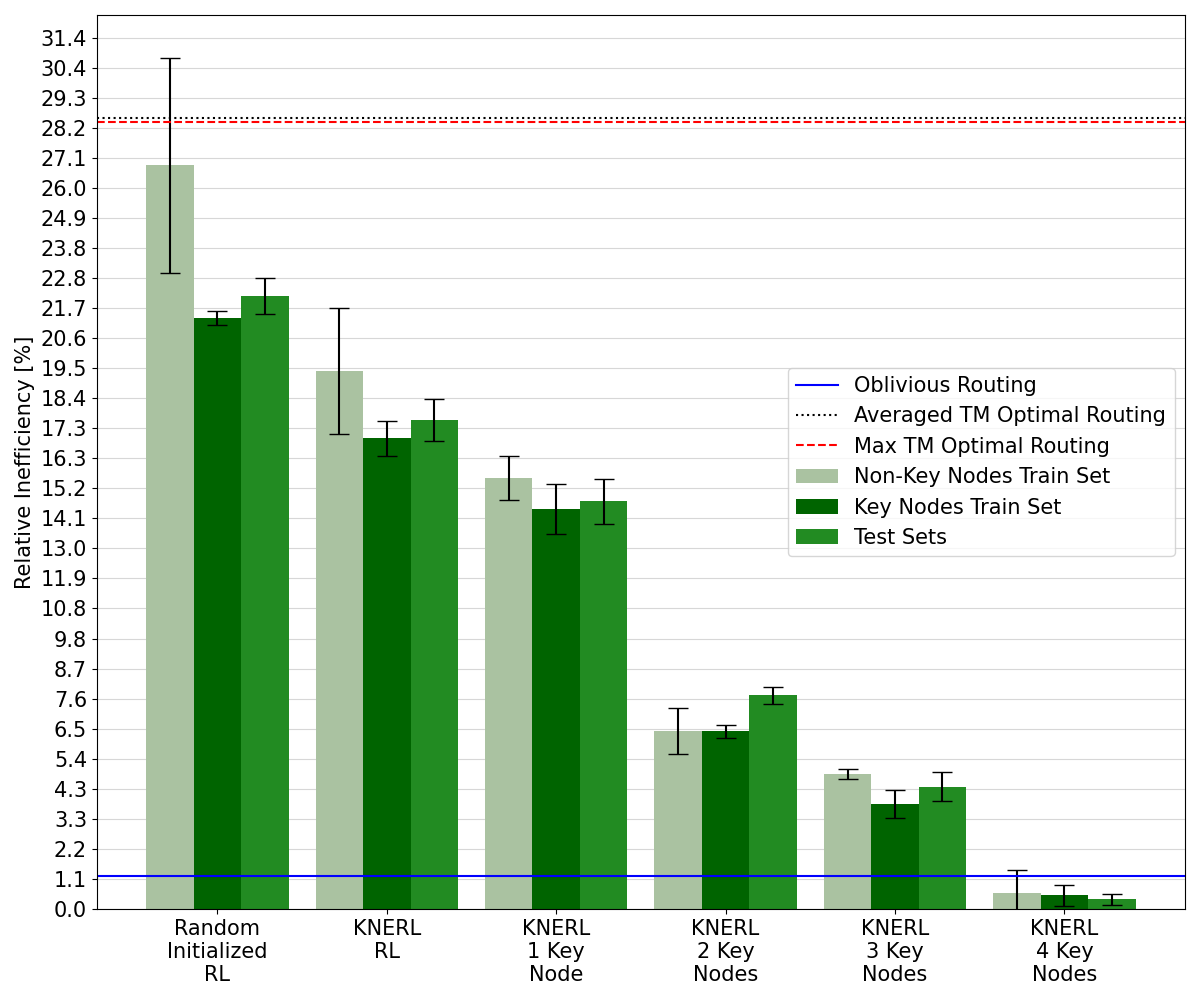 31.4
30.4
29.3
28.2
27.1
26.0
24.9
23.8
22.8
21.7
20.6
19.5
18.4
17.3
16.3
15.2
14.1
13.0
11.9
10.8
9.8
8.7
7.6
6.5
5.4
4.3
3.3
2.2
1.1
0.0
Relative Inefficiency [%]
Oblivious Routing
Averaged TM Optimal Routing
Max TM Optimal Routing
Non-Key Nodes Train Set
Key Nodes Train Set
Test Sets
Random
Initialized
RL
KNERL
RL
KNERL
1 Key
Node
KNERL
2 Key
Nodes
KNERL
3 Key
Nodes
KNERL
4 Key
Nodes